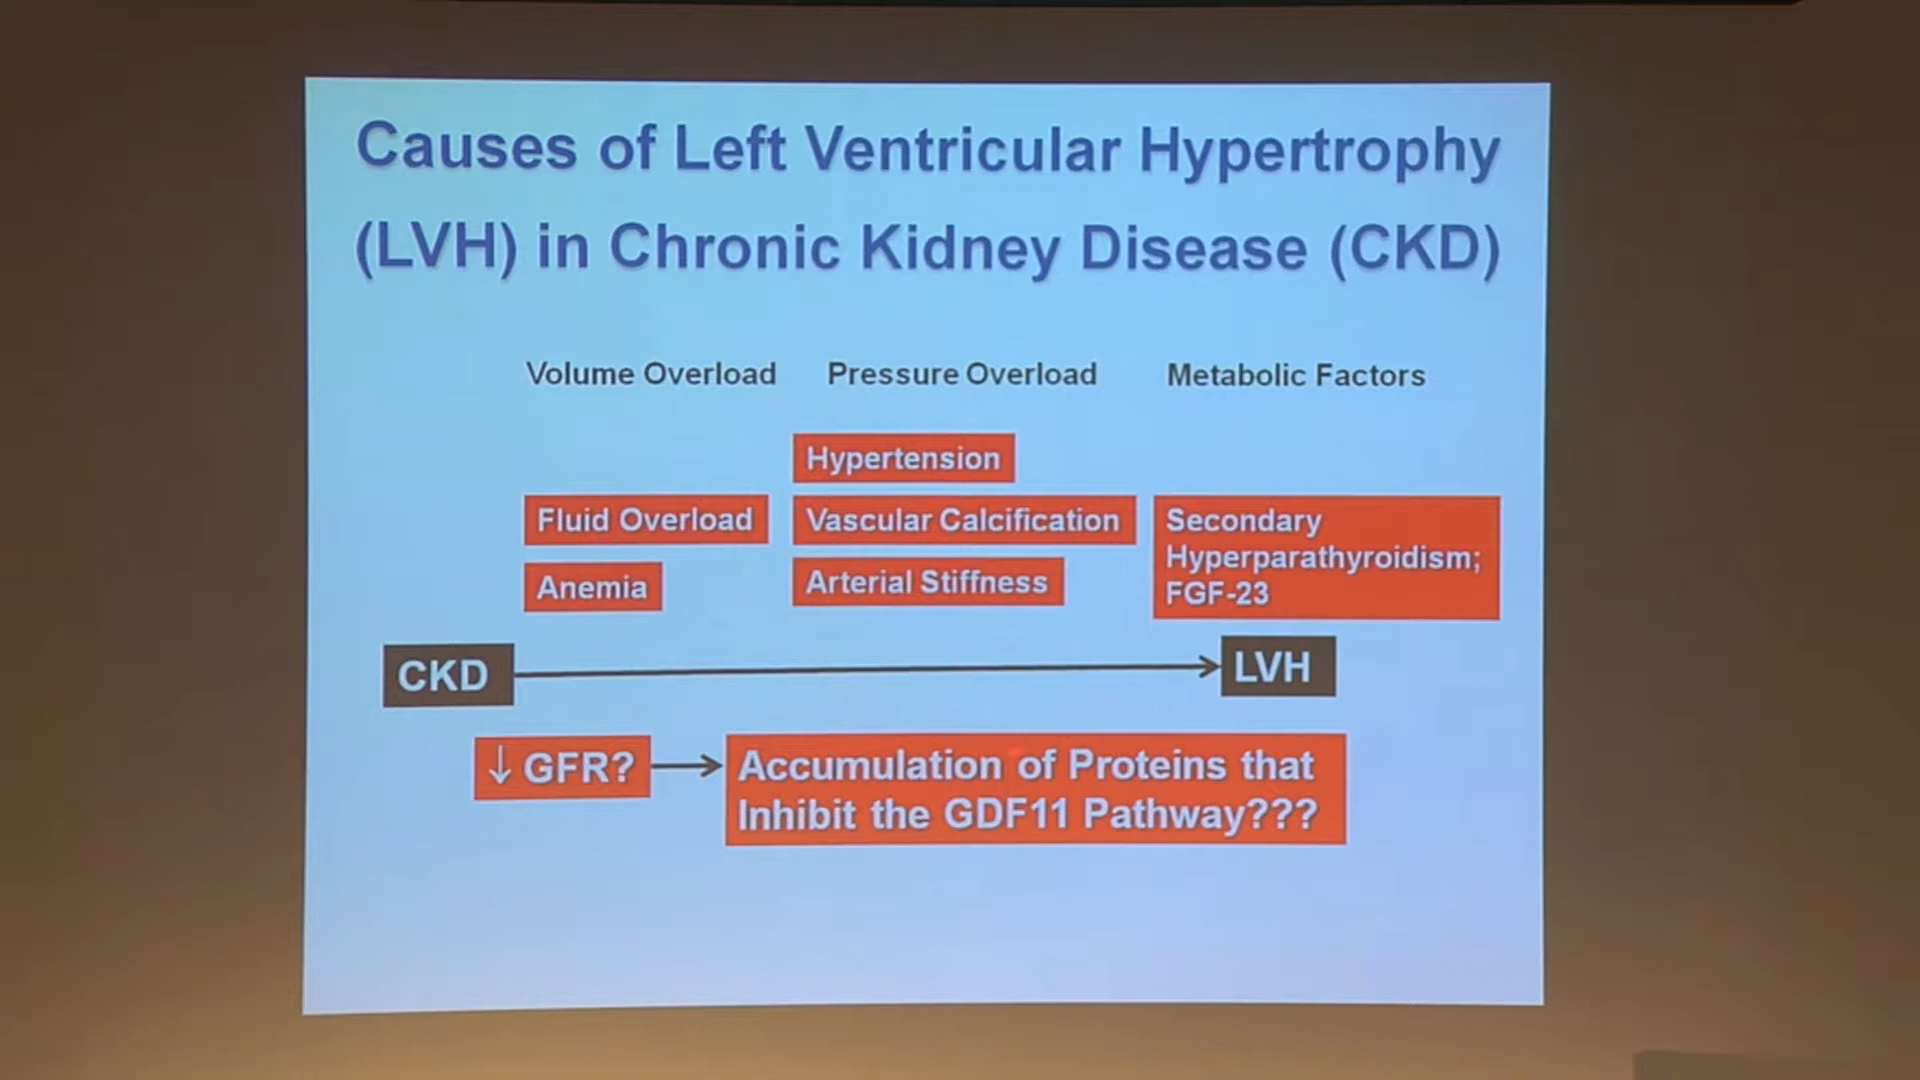 Causes of Left Ventricular Hypertrophy
(LVH) in Chronic Kidney Disease (CKD)
Volume Overload
Pressure Overload
Metabolic Factors
Hypertension
Fluid Overload
Vascular Calcification
Secondary
Hyperparathyroidism;
FGF-23
Anemia
Arterial Stiffness
CKD
LVH
↓ GFR?
Accumulation of Proteins that
Inhibit the GDF11 Pathway???